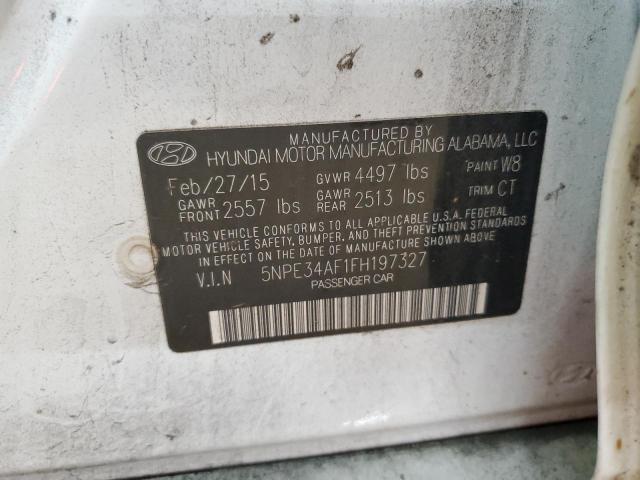 MANUFACTURED BY
HYUNDAI MOTOR MANUFACTURING ALABAMA, LLC
Feb/27/15 GVWR 4497 lbs PAINT W8
GAWR FRONT 2557 lbs GAWR REAR 2513 lbs TRIM CT
THIS VEHICLE CONFORMS TO ALL APPLICABLE U.S.A. FEDERAL
MOTOR VEHICLE SAFETY, BUMPER, AND THEFT PREVENTION STANDARDS
IN EFFECT ON THE DATE OF MANUFACTURE SHOWN ABOVE.
V.I.N 5NPE34AF1FH197327
PASSENGER CAR